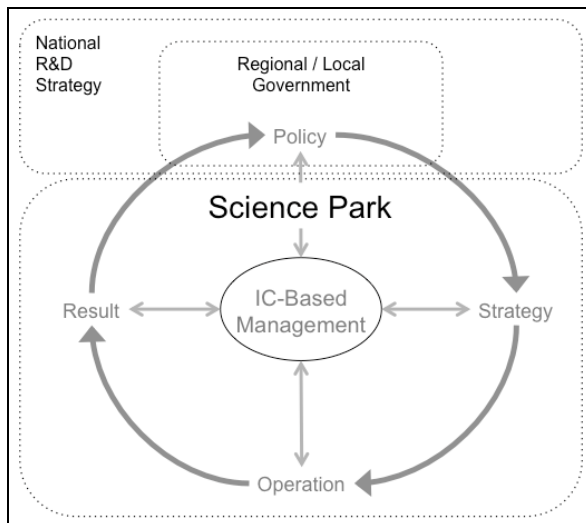 National
R&D
Strategy
Regional / Local
Government
Policy
Science Park
Result
IC-Based
Management
Strategy
Operation